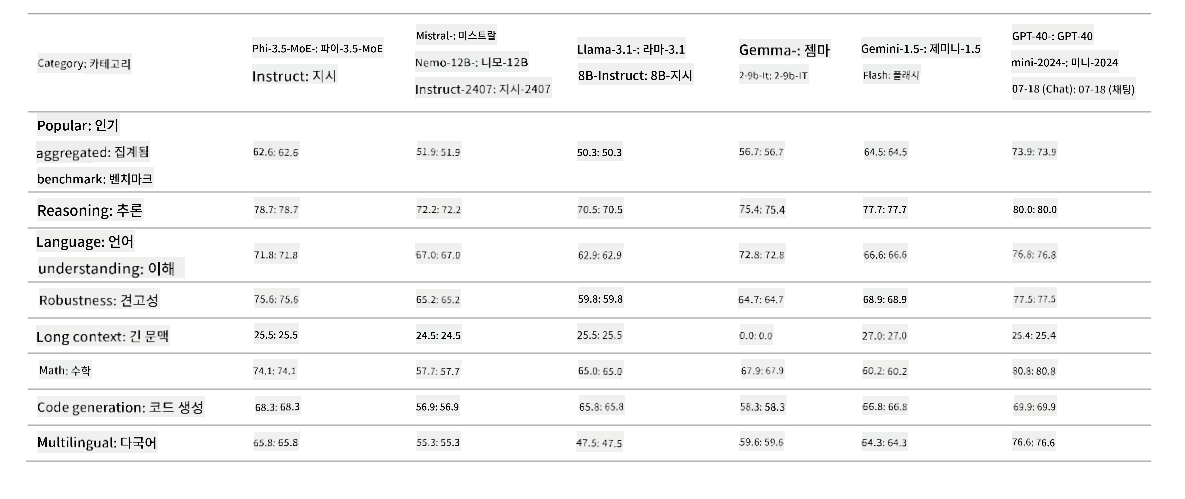 Category: 카테고리
Phi-3.5-MoE-: 파이-3.5-MoE
Instruct: 지시
Mistral-: 미스트랄
Nemo-12B-: 니모-12B
Instruct-2407: 지시-2407
Llama-3.1-: 라마-3.1
8B-Instruct: 8B-지시
Gemma-: 젬마
2-9b-It: 2-9b-IT
Gemini-1.5-: 제미니-1.5
Flash: 플래시
GPT-40-: GPT-40
mini-2024-: 미니-2024
07-18 (Chat): 07-18 (채팅)
Popular: 인기
aggregated: 집계됨
benchmark: 벤치마크
62.6: 62.6
51.9: 51.9
50.3: 50.3
56.7: 56.7
64.5: 64.5
73.9: 73.9
Reasoning: 추론
78.7: 78.7
72.2: 72.2
70.5: 70.5
75.4: 75.4
77.7: 77.7
80.0: 80.0
Language: 언어
understanding: 이해
71.8: 71.8
67.0: 67.0
62.9: 62.9
72.8: 72.8
66.6: 66.6
76.8: 76.8
Robustness: 견고성
75.6: 75.6
65.2: 65.2
59.8: 59.8
64.7: 64.7
68.9: 68.9
77.5: 77.5
Long context: 긴 문맥
25.5: 25.5
24.5: 24.5
25.5: 25.5
0.0: 0.0
27.0: 27.0
25.4: 25.4
Math: 수학
74.1: 74.1
57.7: 57.7
65.0: 65.0
67.9: 67.9
60.2: 60.2
80.8: 80.8
Code generation: 코드 생성
68.3: 68.3
56.9: 56.9
65.8: 65.8
58.3: 58.3
66.8: 66.8
69.9: 69.9
Multilingual: 다국어
65.8: 65.8
55.3: 55.3
47.5: 47.5
59.6: 59.6
64.3: 64.3
76.6: 76.6